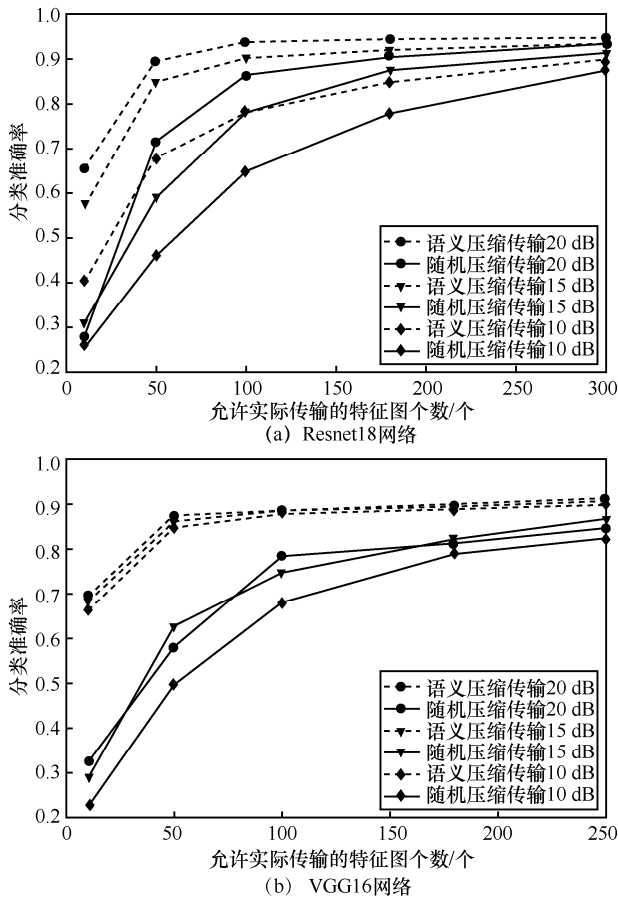 1.0
0.9
0.8
0.7
0.6
0.5
0.4
0.3
0.2
分类准确率
语义压缩传输20 dB
随机压缩传输20 dB
语义压缩传输15 dB
随机压缩传输15 dB
语义压缩传输10 dB
随机压缩传输10 dB
0 50 100 150 200 250 300
允许实际传输的特征图个数/个
(a) Resnet18网络
1.0
0.9
0.8
0.7
0.6
0.5
0.4
0.3
0.2
分类准确率
语义压缩传输20 dB
随机压缩传输20 dB
语义压缩传输15 dB
随机压缩传输15 dB
语义压缩传输10 dB
随机压缩传输10 dB
0 50 100 150 200 250
允许实际传输的特征图个数/个
(b) VGG16网络